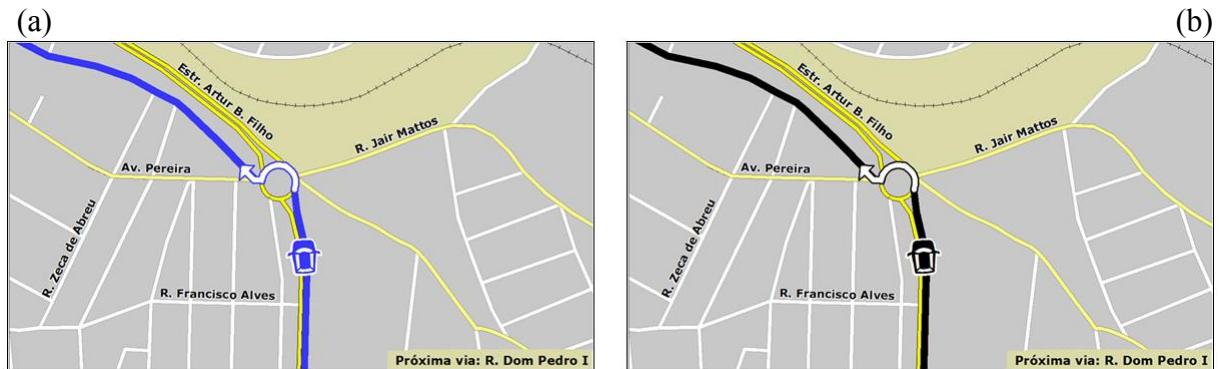 (a)
(b)
Estr. Artur B. Filho
R. Jair Mattos
Av. Pereira
R. Zeca de Abreu
R. Francisco Alves
Próxima via: R. Dom Pedro I
Estr. Artur B. Filho
R. Jair Mattos
Av. Pereira
R. Zeca de Abreu
R. Francisco Alves
Próxima via: R. Dom Pedro I